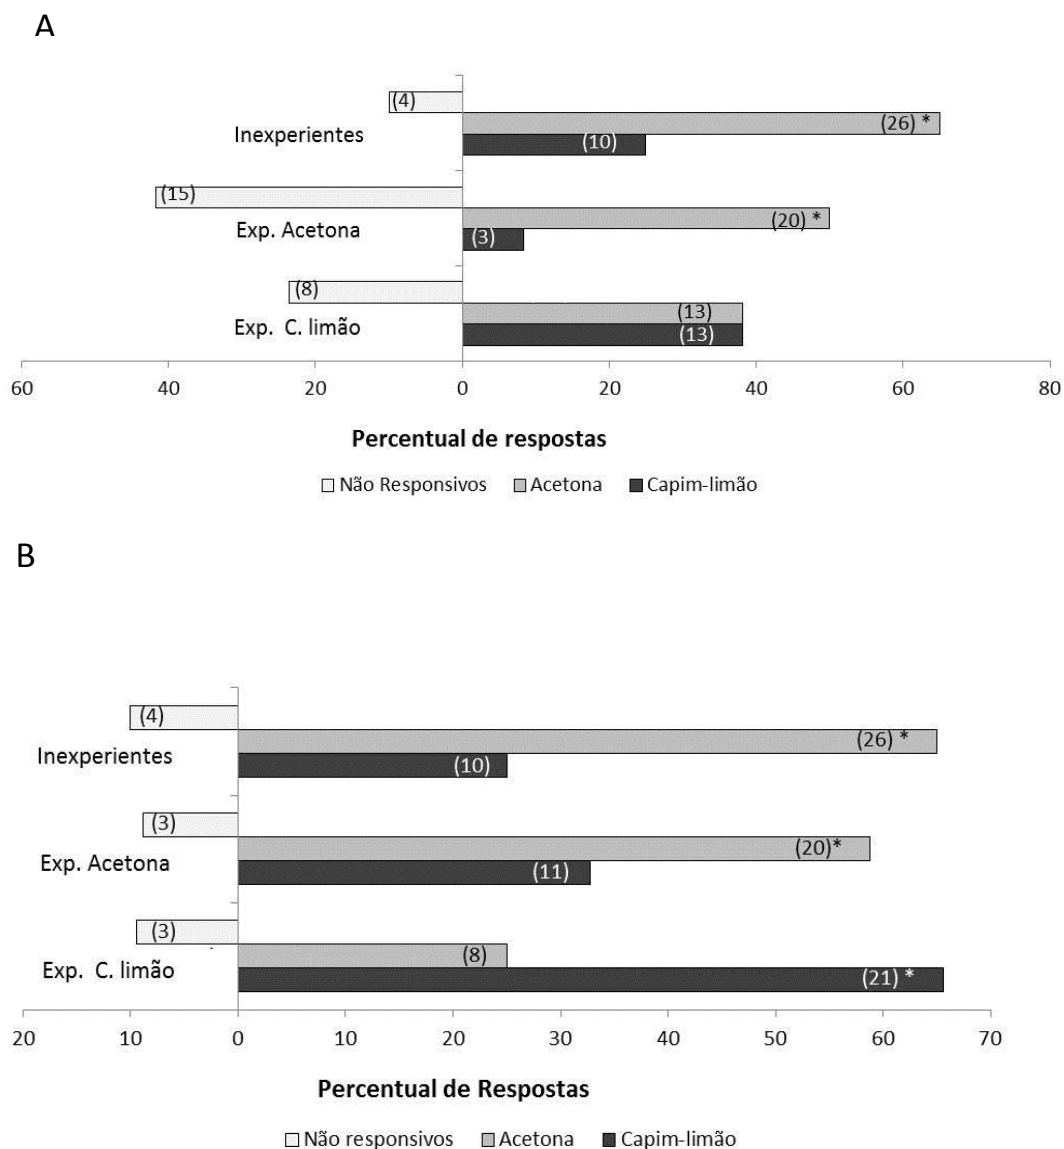 A
(4)
Inexperientes
(26) *
(10)
(15)
Exp. Acetona
(20) *
(3)
(8)
Exp. C. limão
(13)
(13)
60 40 20 0 20 40 60 80
Percentual de respostas
Não Responsivos Acetona Capim-limão
B
(4)
Inexperientes
(26) *
(10)
(3)
Exp. Acetona
(20)*
(11)
(3)
Exp. C. limão
(8)
(21) *
20 10 0 10 20 30 40 50 60 70
Percentual de Respostas
Não responsivos Acetona Capim-limão